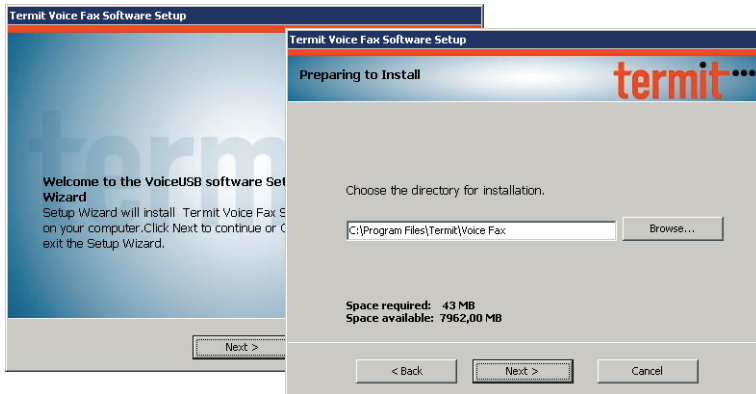 Termit Voice Fax Software Setup
Welcome to the VoiceUSB software Set
Wizard
Setup Wizard will install Termit Voice Fax S
on your computer.Click Next to continue or C
exit the Setup Wizard.
Next >
Termit Voice Fax Software Setup
Preparing to Install
termit
Choose the directory for installation.
C:\Program Files\Termit\Voice Fax
Browse...
Space required: 43 MB
Space available: 7962,00 MB
< Back
Next >
Cancel